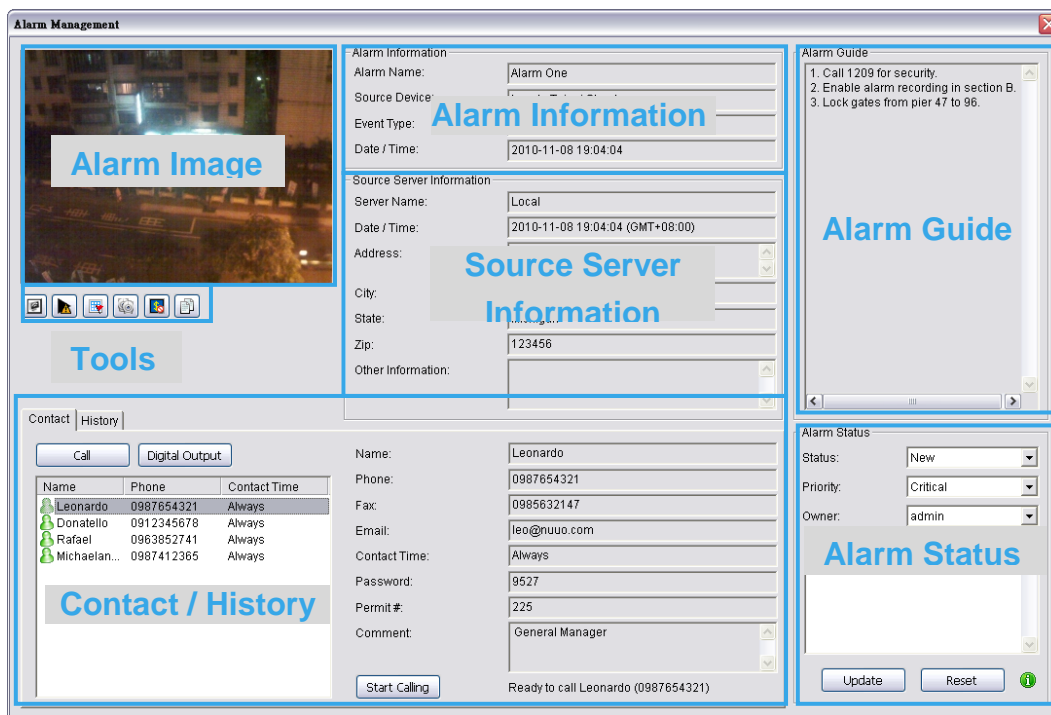 Alarm Management
Alarm Image
Tools
Alarm Information
Alarm Name: Alarm One
Source Device:
Alarm Information
Event Type:
Date / Time: 2010-11-08 19:04:04
Source Server Information
Server Name: Local
Date / Time: 2010-11-08 19:04:04 (GMT+08:00)
Address:
Source Server
Information
City:
State:
Zip: 123456
Other Information:
Alarm Guide
1. Call 1209 for security.
2. Enable alarm recording in section B.
3. Lock gates from pier 47 to 96.
Alarm Guide
Contact History
Call Digital Output
Name Phone Contact Time
Leonardo 0987654321 Always
Donatello 0912345678 Always
Rafael 0963852741 Always
Michaelan... 0987412365 Always
Contact / History
Name: Leonardo
Phone: 0987654321
Fax: 0985632147
Email: leo@nuuo.com
Contact Time: Always
Password: 9527
Permit #: 225
Comment: General Manager
Start Calling Ready to call Leonardo (0987654321)
Alarm Status
Status: New
Priority: Critical
Owner: admin
Alarm Status
Update Reset